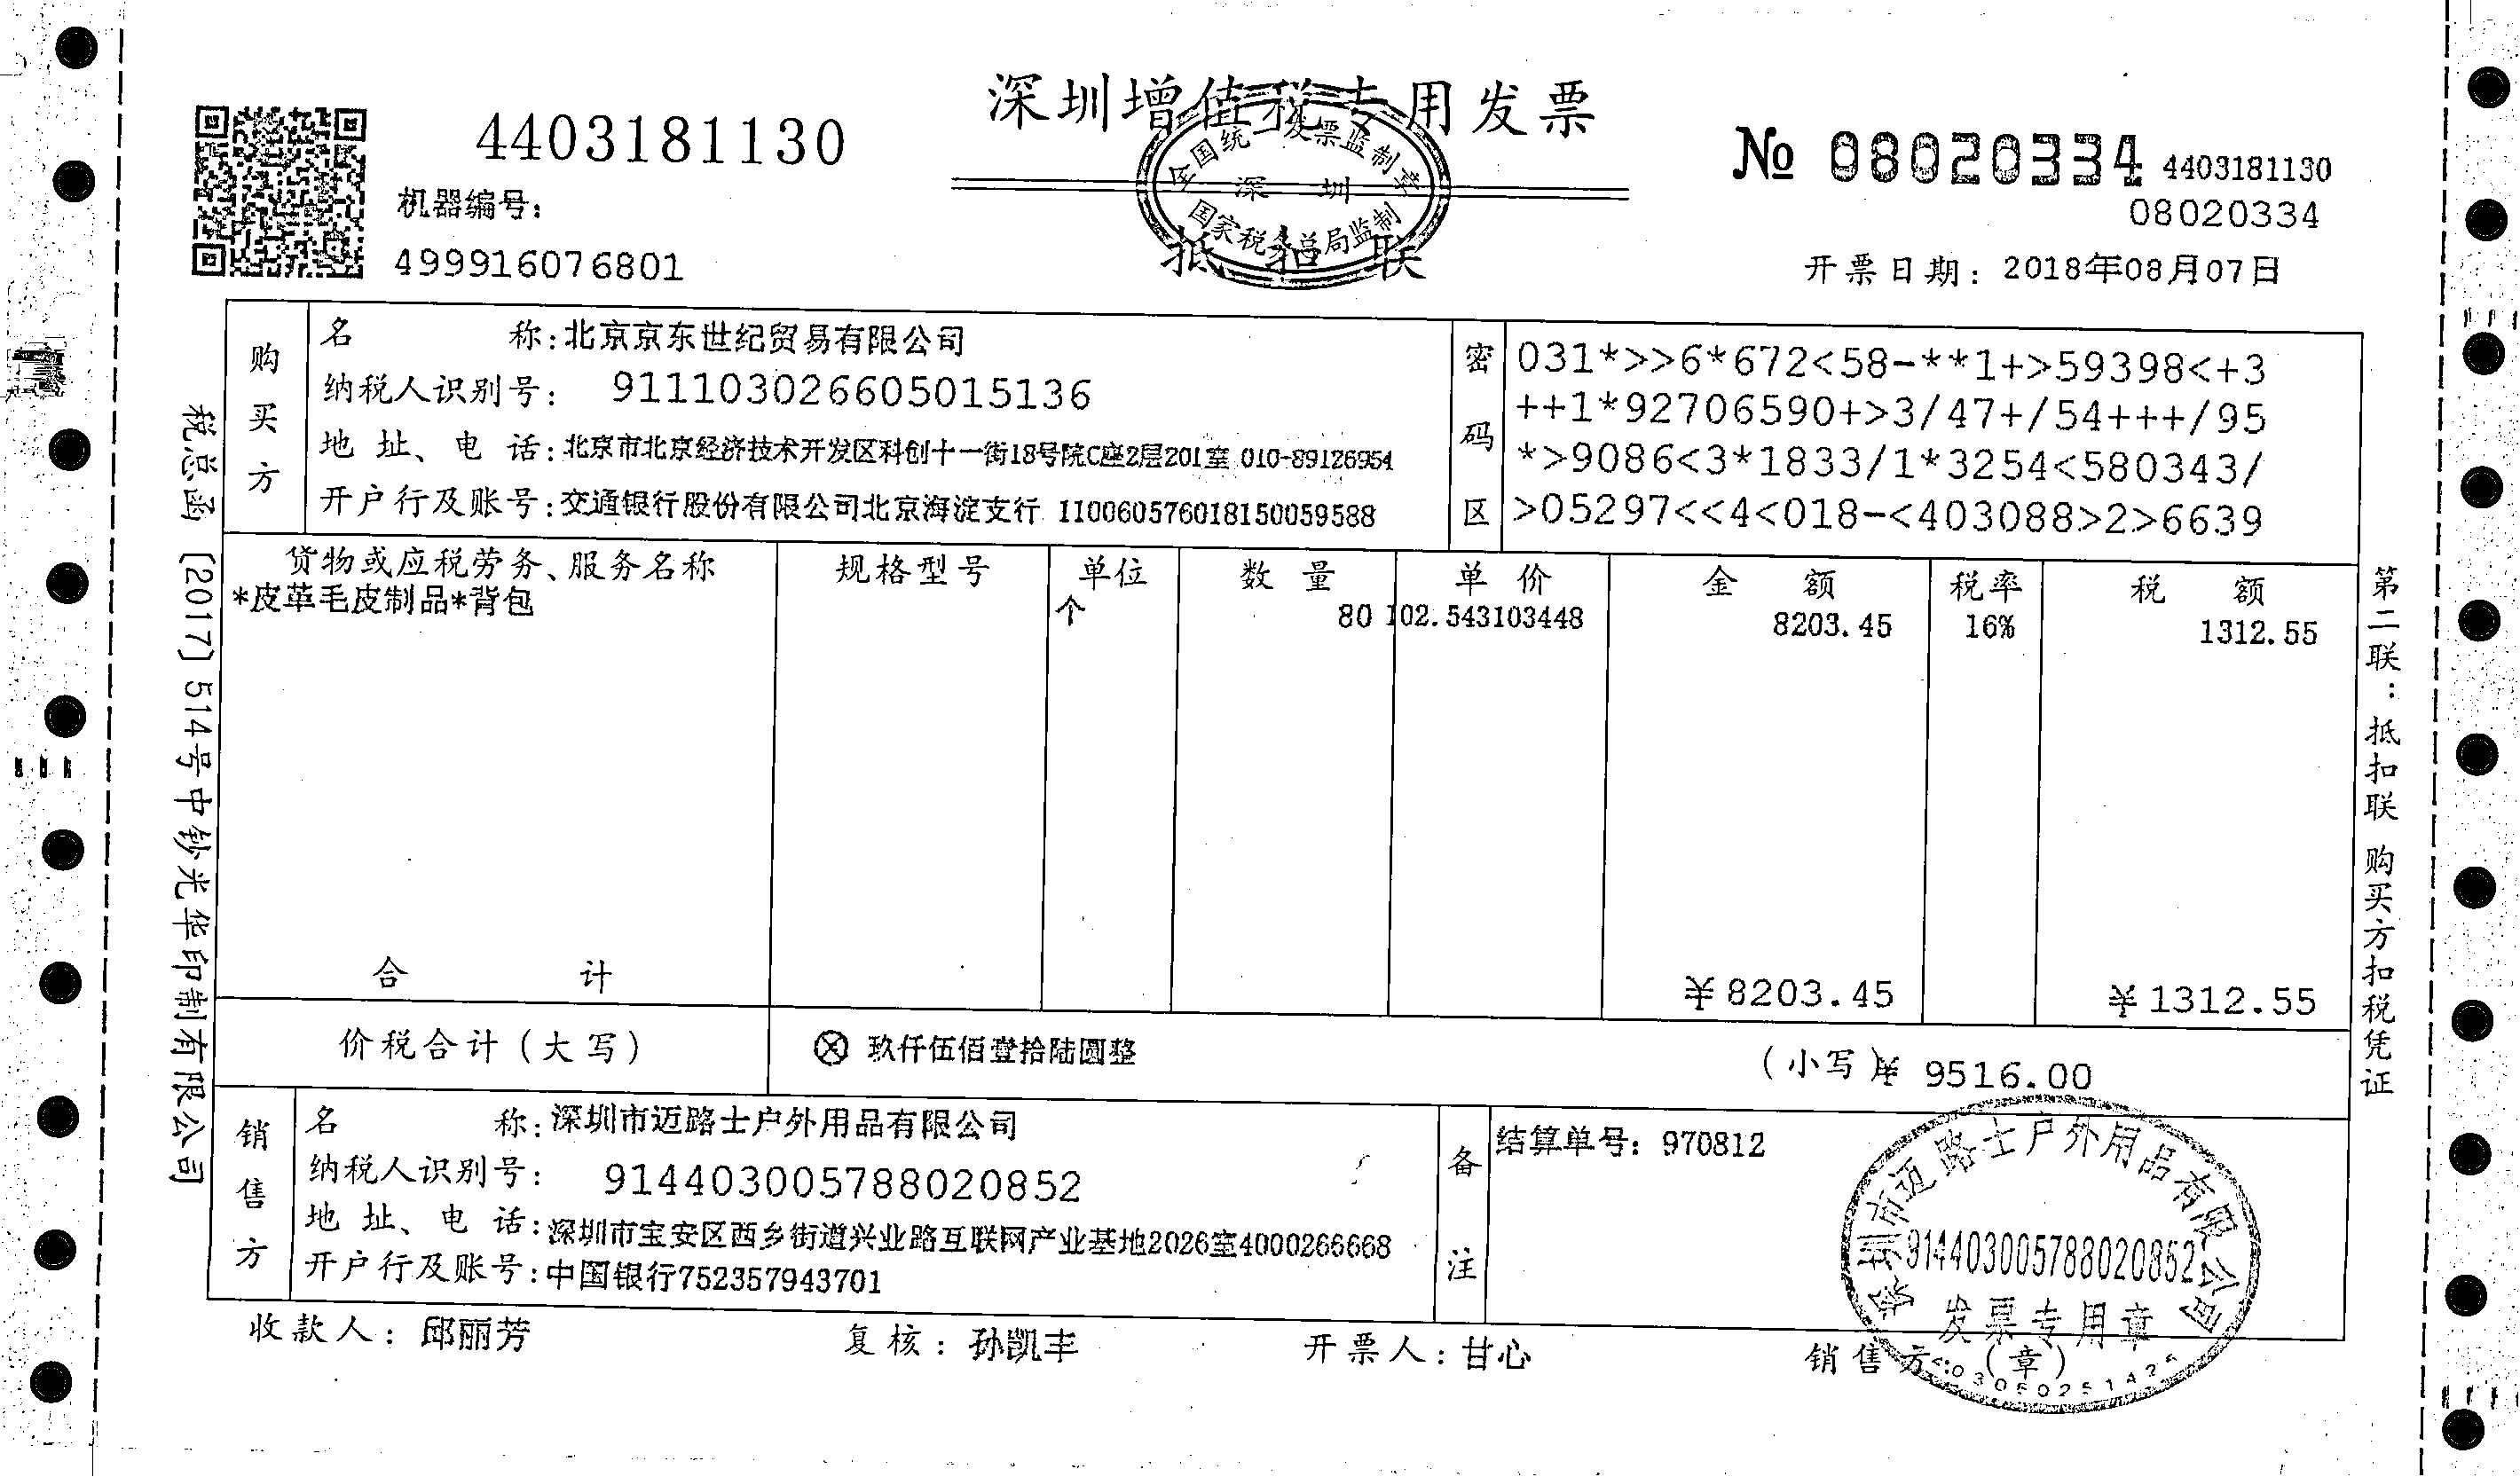 深圳增值税专用发票
4403181130
№ 08020334 4403181130
08020334
机器编号:
499916076801
全国统一发票监制章
深圳
国家税务总局监制
抵扣联
开票日期: 2018年08月07日
购买方
名称:北京京东世纪贸易有限公司
纳税人识别号: 911103026605015136
地址、电话:北京市北京经济技术开发区科创十一街18号院C座2层201室 010-89126954
开户行及账号:交通银行股份有限公司北京海淀支行 110060576018150059588
密码区
031*>>6*672<58-**1+>59398<+3
++1*92706590+>3/47+/54+++/95
*>9086<3*1833/1*3254<580343/
>05297<<4<018-<403088>2>6639
货物或应税劳务、服务名称 规格型号 单位 数量 单价 金额 税率 税额
*皮革毛皮制品*背包 个 80 102.543103448 8203.45 16% 1312.55
合计 ¥8203.45 ¥1312.55
价税合计(大写) ⊗ 玖仟伍佰壹拾陆圆整 (小写)¥ 9516.00
销售方
名称:深圳市迈路士户外用品有限公司
纳税人识别号: 914403005788020852
地址、电话:深圳市宝安区西乡街道兴业路互联网产业基地2026室4000266668
开户行及账号:中国银行752357943701
备注
结算单号: 970812
深圳市迈路士户外用品有限公司
914403005788020852
发票专用章
收款人: 邱丽芳 复核: 孙凯丰 开票人: 甘心 销售方:(章)
税总函[2017]514号中钞光华印制有限公司
第二联:抵扣联 购买方扣税凭证